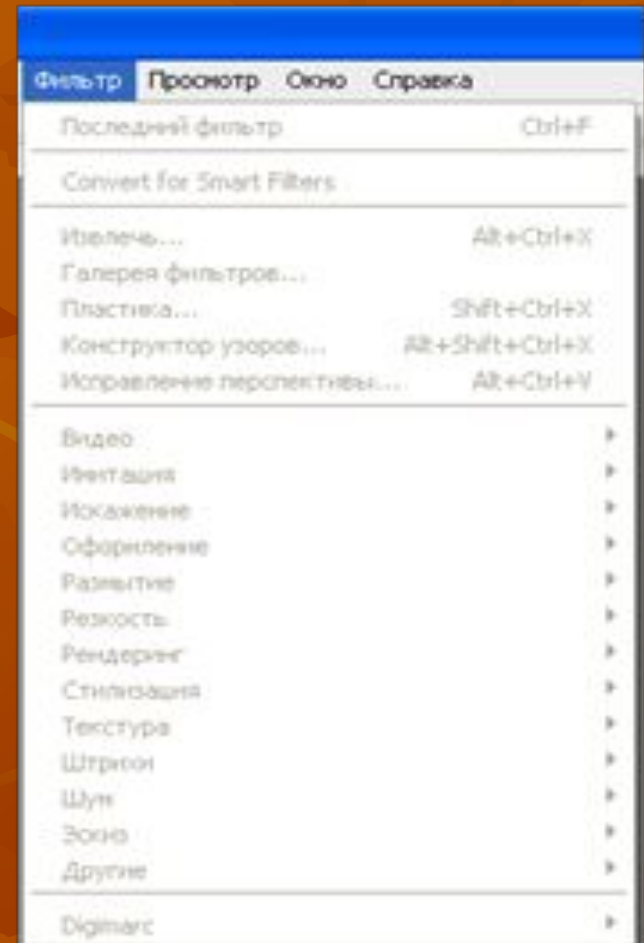 Фильтр Просмотр Окно Справка
Последний фильтр Ctrl+F
Convert for Smart Filters
Извлечь... Alt+Ctrl+X
Галерея фильтров...
Пластика... Shift+Ctrl+X
Конструктор узоров... Alt+Shift+Ctrl+X
Исправление перспективы... Alt+Ctrl+V
Видео
Имитация
Искажение
Оформление
Размытие
Резкость
Рендеринг
Стилизация
Текстура
Штрихи
Шум
Эскиз
Другие
Digimarc